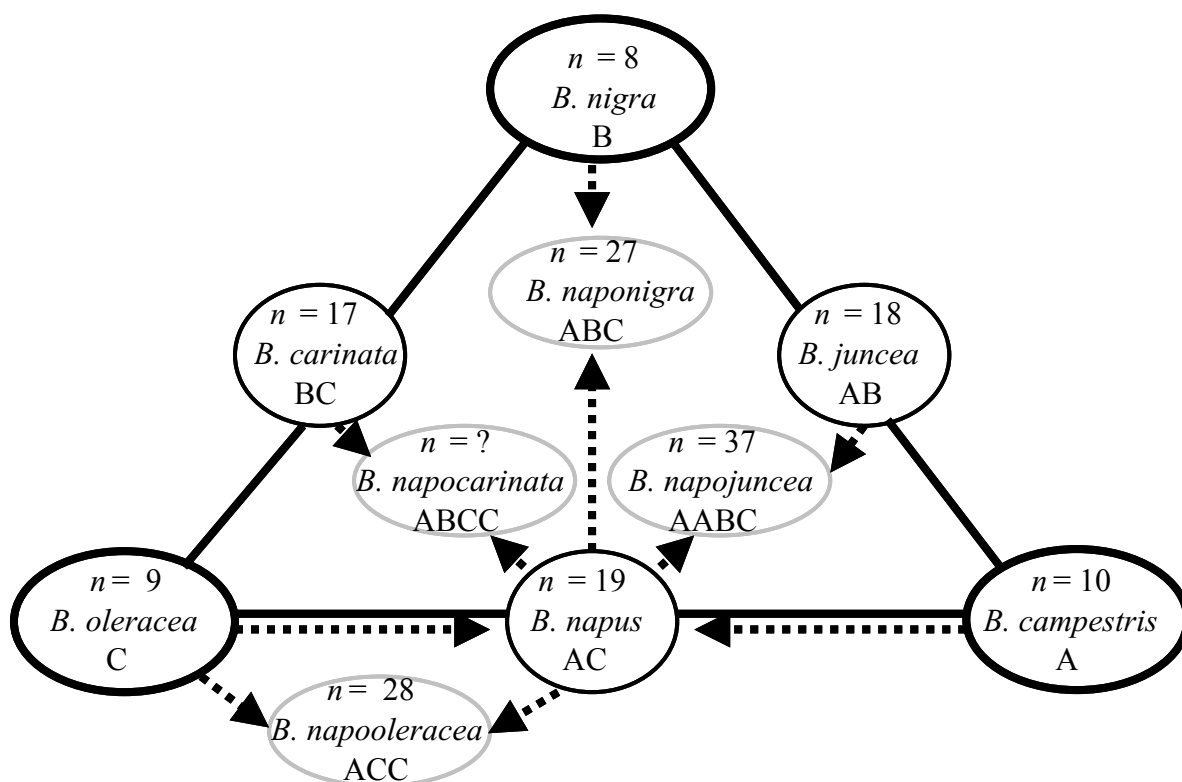 n = 8
B. nigra
B
n = 27
B. naponigra
ABC
n = 17
B. carinata
BC
n = 18
B. juncea
AB
n = ?
B. napocarinata
ABCC
n = 37
B. napojuncea
AABC
n = 9
B. oleracea
C
n = 19
B. napus
AC
n = 10
B. campestris
A
n = 28
B. napooleracea
ACC